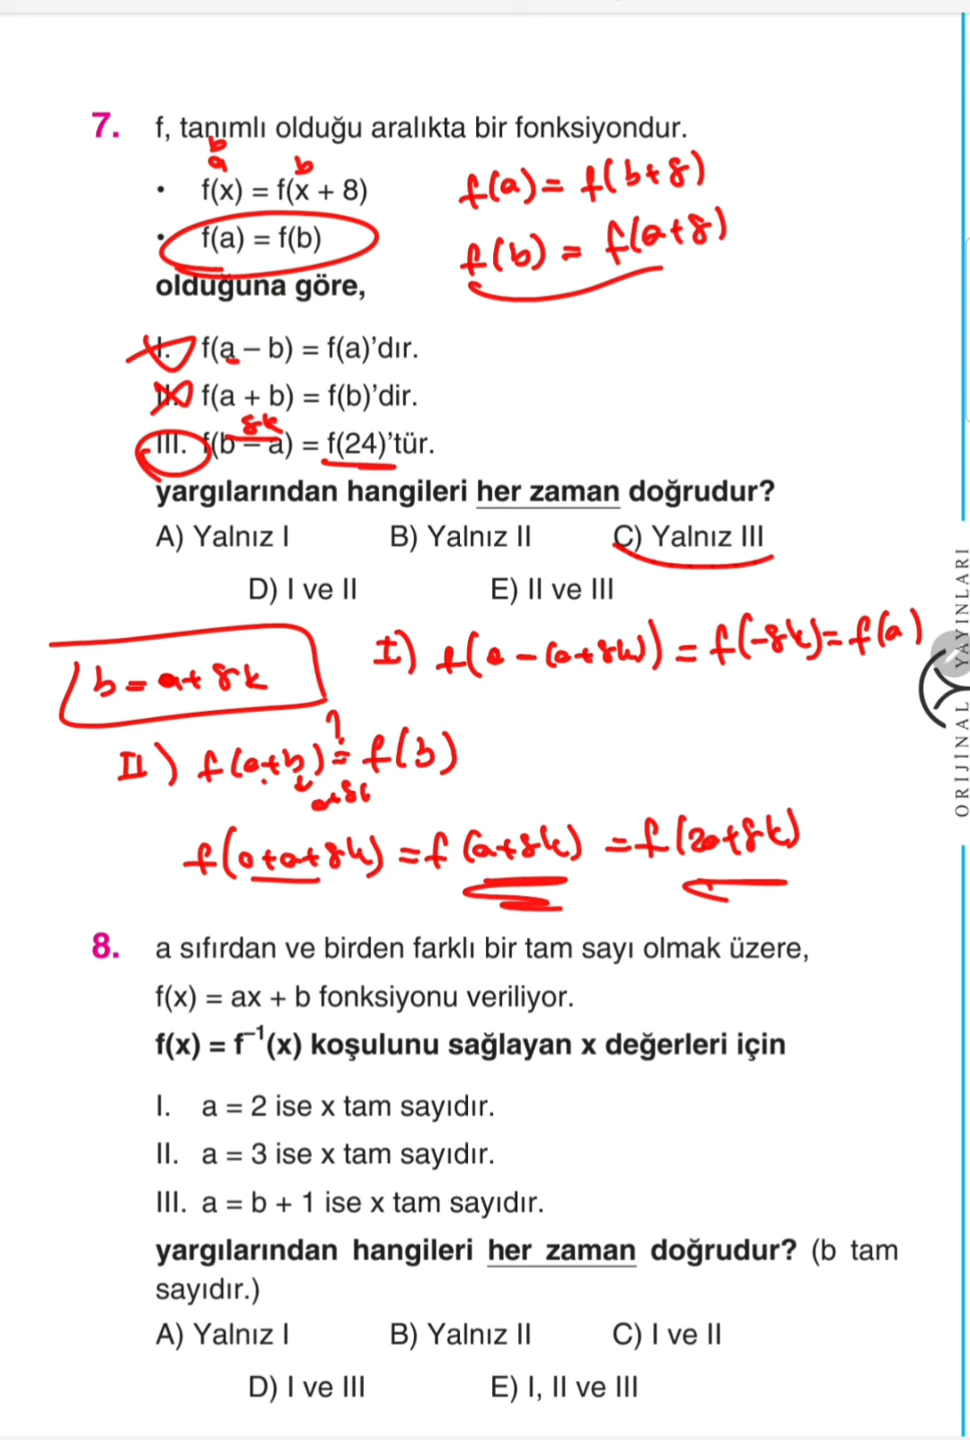 7. f, tanımlı olduğu aralıkta bir fonksiyondur.
b
a b
• f(x) = f(x + 8)
f(a) = f(b+8)
• f(a) = f(b)
f(b) = f(a+8)
olduğuna göre,
I. f(a – b) = f(a)'dır.
II. f(a + b) = f(b)'dir.
8k
III. f(b – a) = f(24)'tür.
yargılarından hangileri her zaman doğrudur?
A) Yalnız I B) Yalnız II C) Yalnız III
D) I ve II E) II ve III
I) f(a-(a+8k)) = f(-8k)=f(a)
b = a+8k
II) f(a+b) ?= f(b)
a+8k
f(a+a+8k) = f(a+8k) = f(2a+8k)
8. a sıfırdan ve birden farklı bir tam sayı olmak üzere,
f(x) = ax + b fonksiyonu veriliyor.
f(x) = f⁻¹(x) koşulunu sağlayan x değerleri için
I. a = 2 ise x tam sayıdır.
II. a = 3 ise x tam sayıdır.
III. a = b + 1 ise x tam sayıdır.
yargılarından hangileri her zaman doğrudur? (b tam
sayıdır.)
A) Yalnız I B) Yalnız II C) I ve II
D) I ve III E) I, II ve III
ORIJINAL YAYINLARI